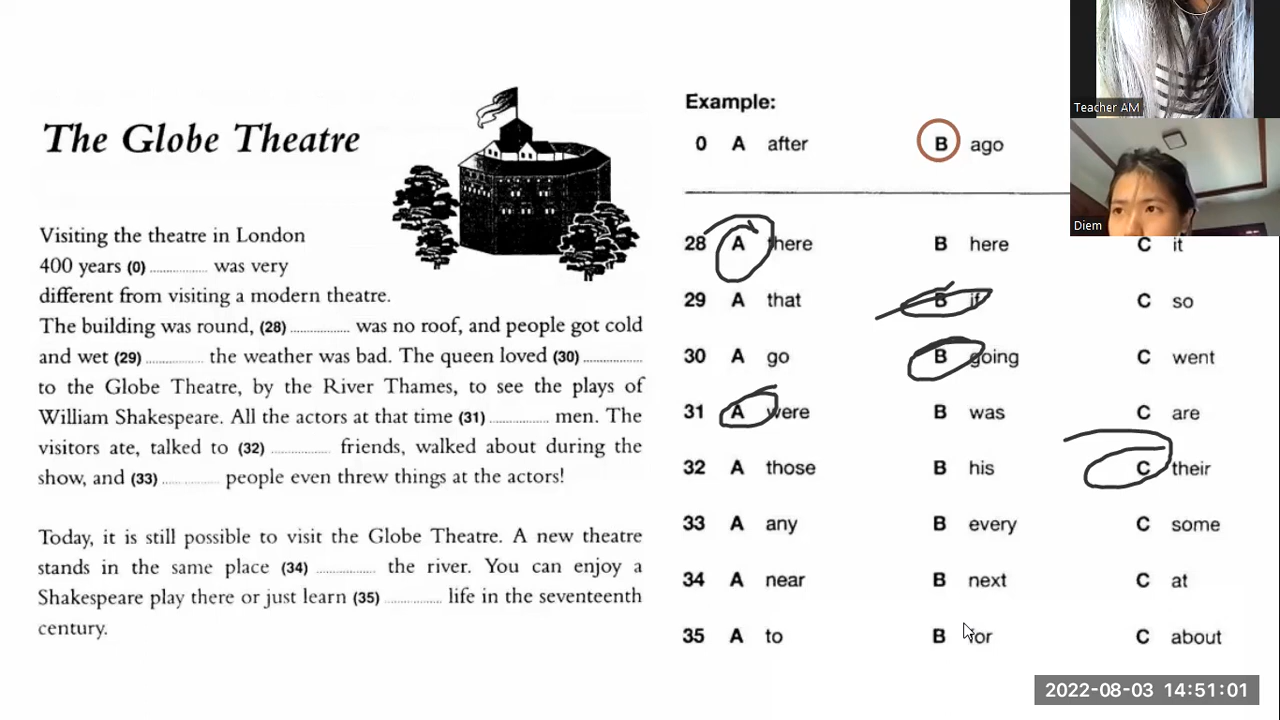 The Globe Theatre
Visiting the theatre in London
400 years (0) .............. was very
different from visiting a modern theatre.
The building was round, (28) .............. was no roof, and people got cold
and wet (29) .............. the weather was bad. The queen loved (30) ..............
to the Globe Theatre, by the River Thames, to see the plays of
William Shakespeare. All the actors at that time (31) .............. men. The
visitors ate, talked to (32) .............. friends, walked about during the
show, and (33) .............. people even threw things at the actors!
Today, it is still possible to visit the Globe Theatre. A new theatre
stands in the same place (34) .............. the river. You can enjoy a
Shakespeare play there or just learn (35) .............. life in the seventeenth
century.
Example:
0 A after B ago
28 A there B here C it
29 A that B if C so
30 A go B going C went
31 A were B was C are
32 A those B his C their
33 A any B every C some
34 A near B next C at
35 A to B for C about
Teacher AM
Diem
2022-08-03 14:51:01